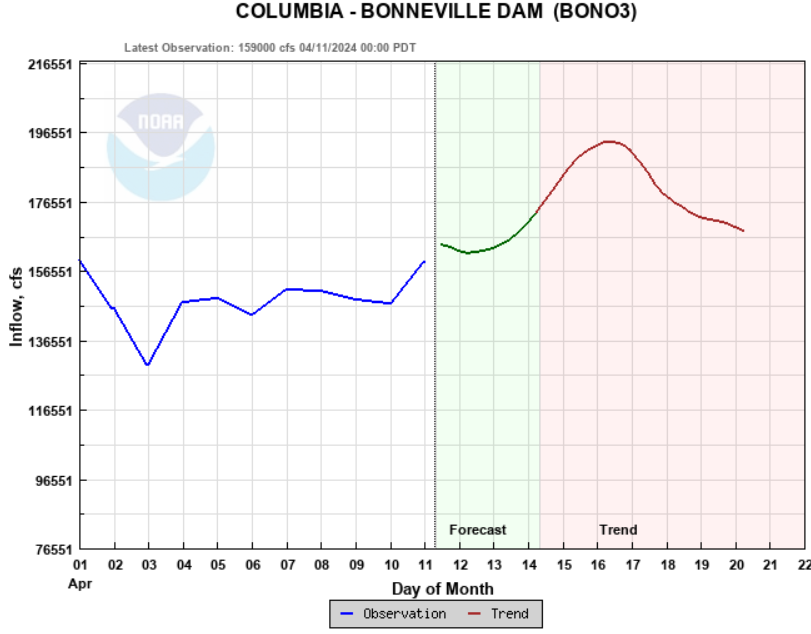 COLUMBIA - BONNEVILLE DAM (BONO3)
Latest Observation: 159000 cfs 04/11/2024 00:00 PDT
NOAA
216551
196551
176551
156551
136551
116551
96551
76551
Inflow, cfs
Forecast
Trend
01 02 03 04 05 06 07 08 09 10 11 12 13 14 15 16 17 18 19 20 21 22
Apr
Day of Month
Observation Trend